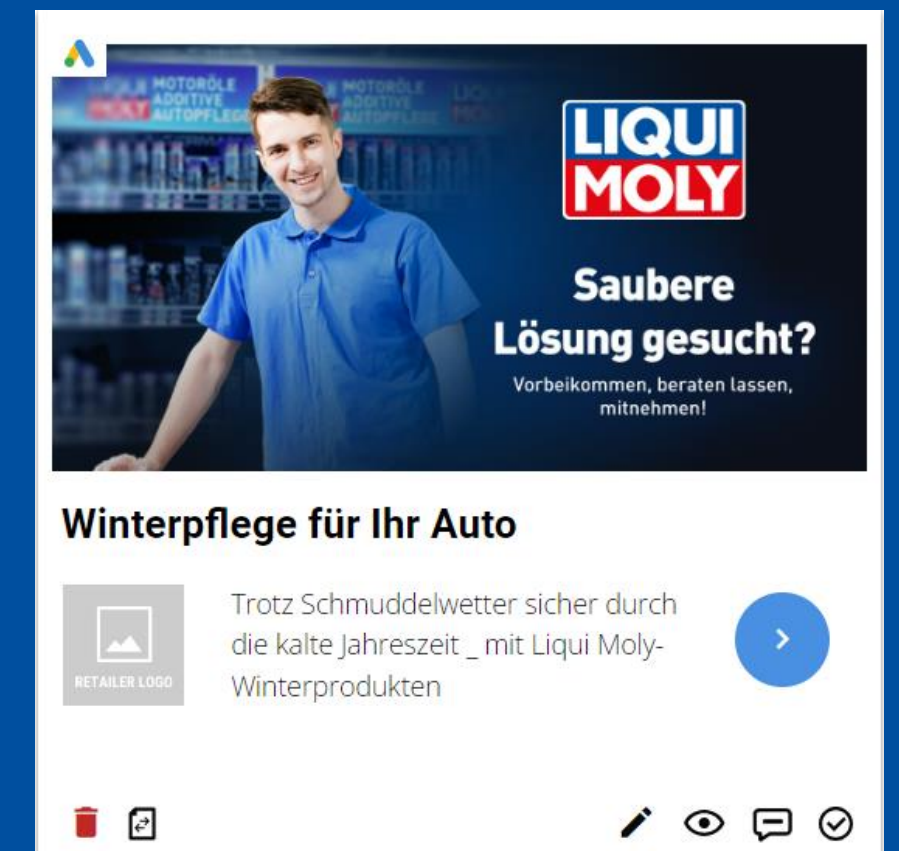 MOTORÖLE
ADDITIVE
AUTOPFLEGE
MOLY
MOTORÖLE
ADDITIVE
AUTOPFLEGE
LIQUI
MOLY
Saubere
Lösung gesucht?
Vorbeikommen, beraten lassen,
mitnehmen!
Winterpflege für Ihr Auto
RETAILER LOGO
Trotz Schmuddelwetter sicher durch
die kalte Jahreszeit _ mit Liqui Moly-
Winterprodukten